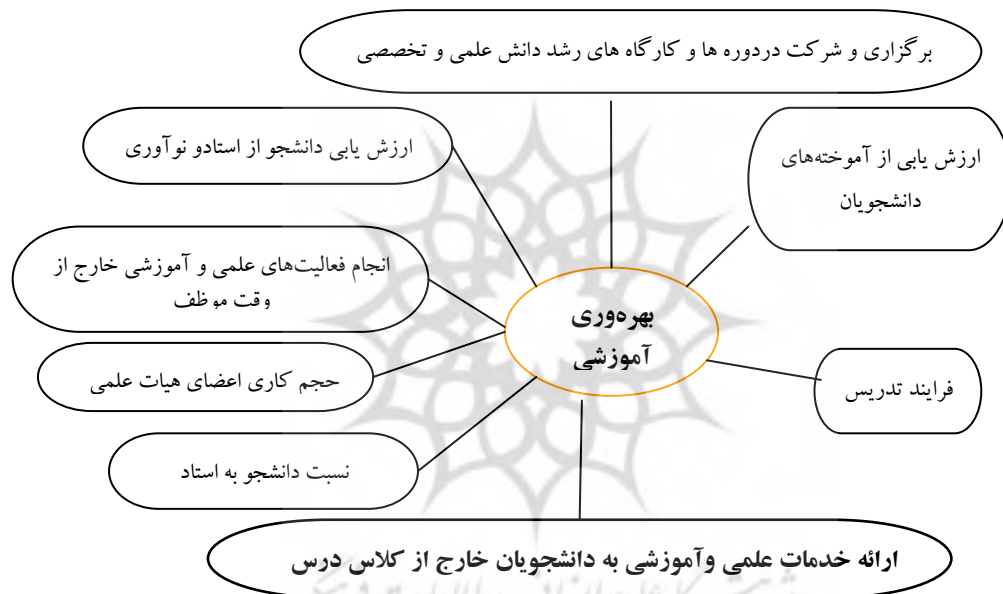 برگزاری و شرکت دردوره ها و کارگاه های رشد دانش علمی و تخصصی
ارزش یابی از آموخته‌های
دانشجویان
ارزش یابی دانشجو از استادو نوآوری
انجام فعالیت‌های علمی و آموزشی خارج از
وقت موظف
بهره‌وری
آموزشی
فرایند تدریس
حجم کاری اعضای هیات علمی
نسبت دانشجو به استاد
ارائه خدمات علمی وآموزشی به دانشجویان خارج از کلاس درس